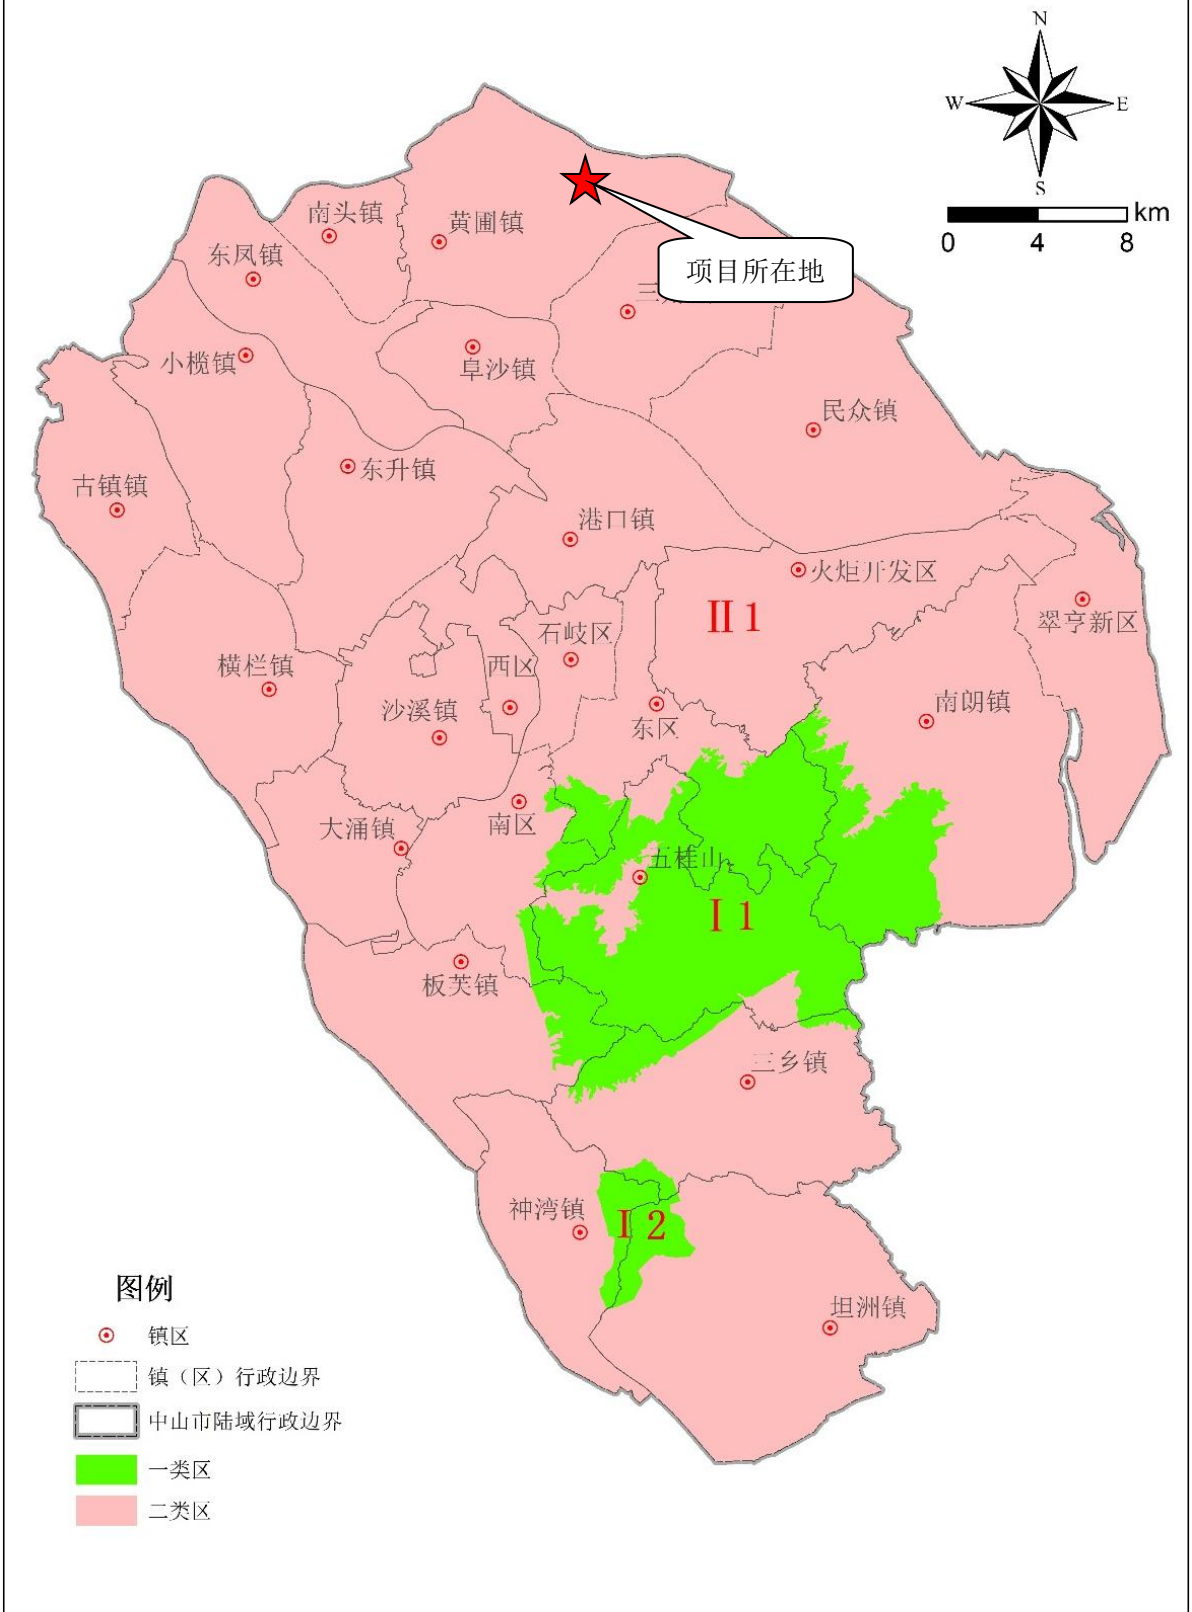 N
W
E
S
km
0
4
8
南头镇
黄圃镇
东凤镇
项目所在地
三
小榄镇
阜沙镇
民众镇
东升镇
古镇镇
港口镇
火炬开发区
II 1
翠亨新区
石岐区
横栏镇
西区
沙溪镇
东区
南朗镇
大涌镇
南区
五桂山
I 1
板芙镇
三乡镇
神湾镇
I 2
坦洲镇
图例
镇区
镇（区）行政边界
中山市陆域行政边界
一类区
二类区